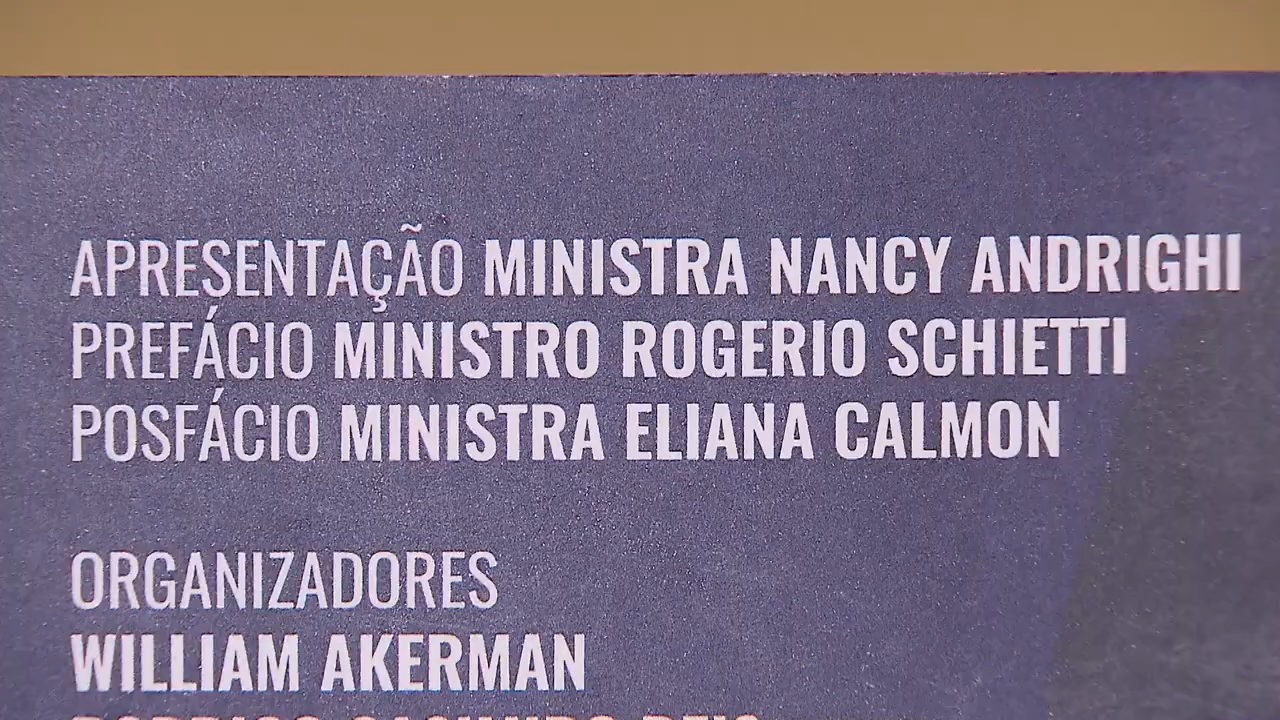 APRESENTAÇÃO MINISTRA NANCY ANDRIGHI
PREFÁCIO MINISTRO ROGERIO SCHIETTI
POSFÁCIO MINISTRA ELIANA CALMON
ORGANIZADORES
WILLIAM AKERMAN